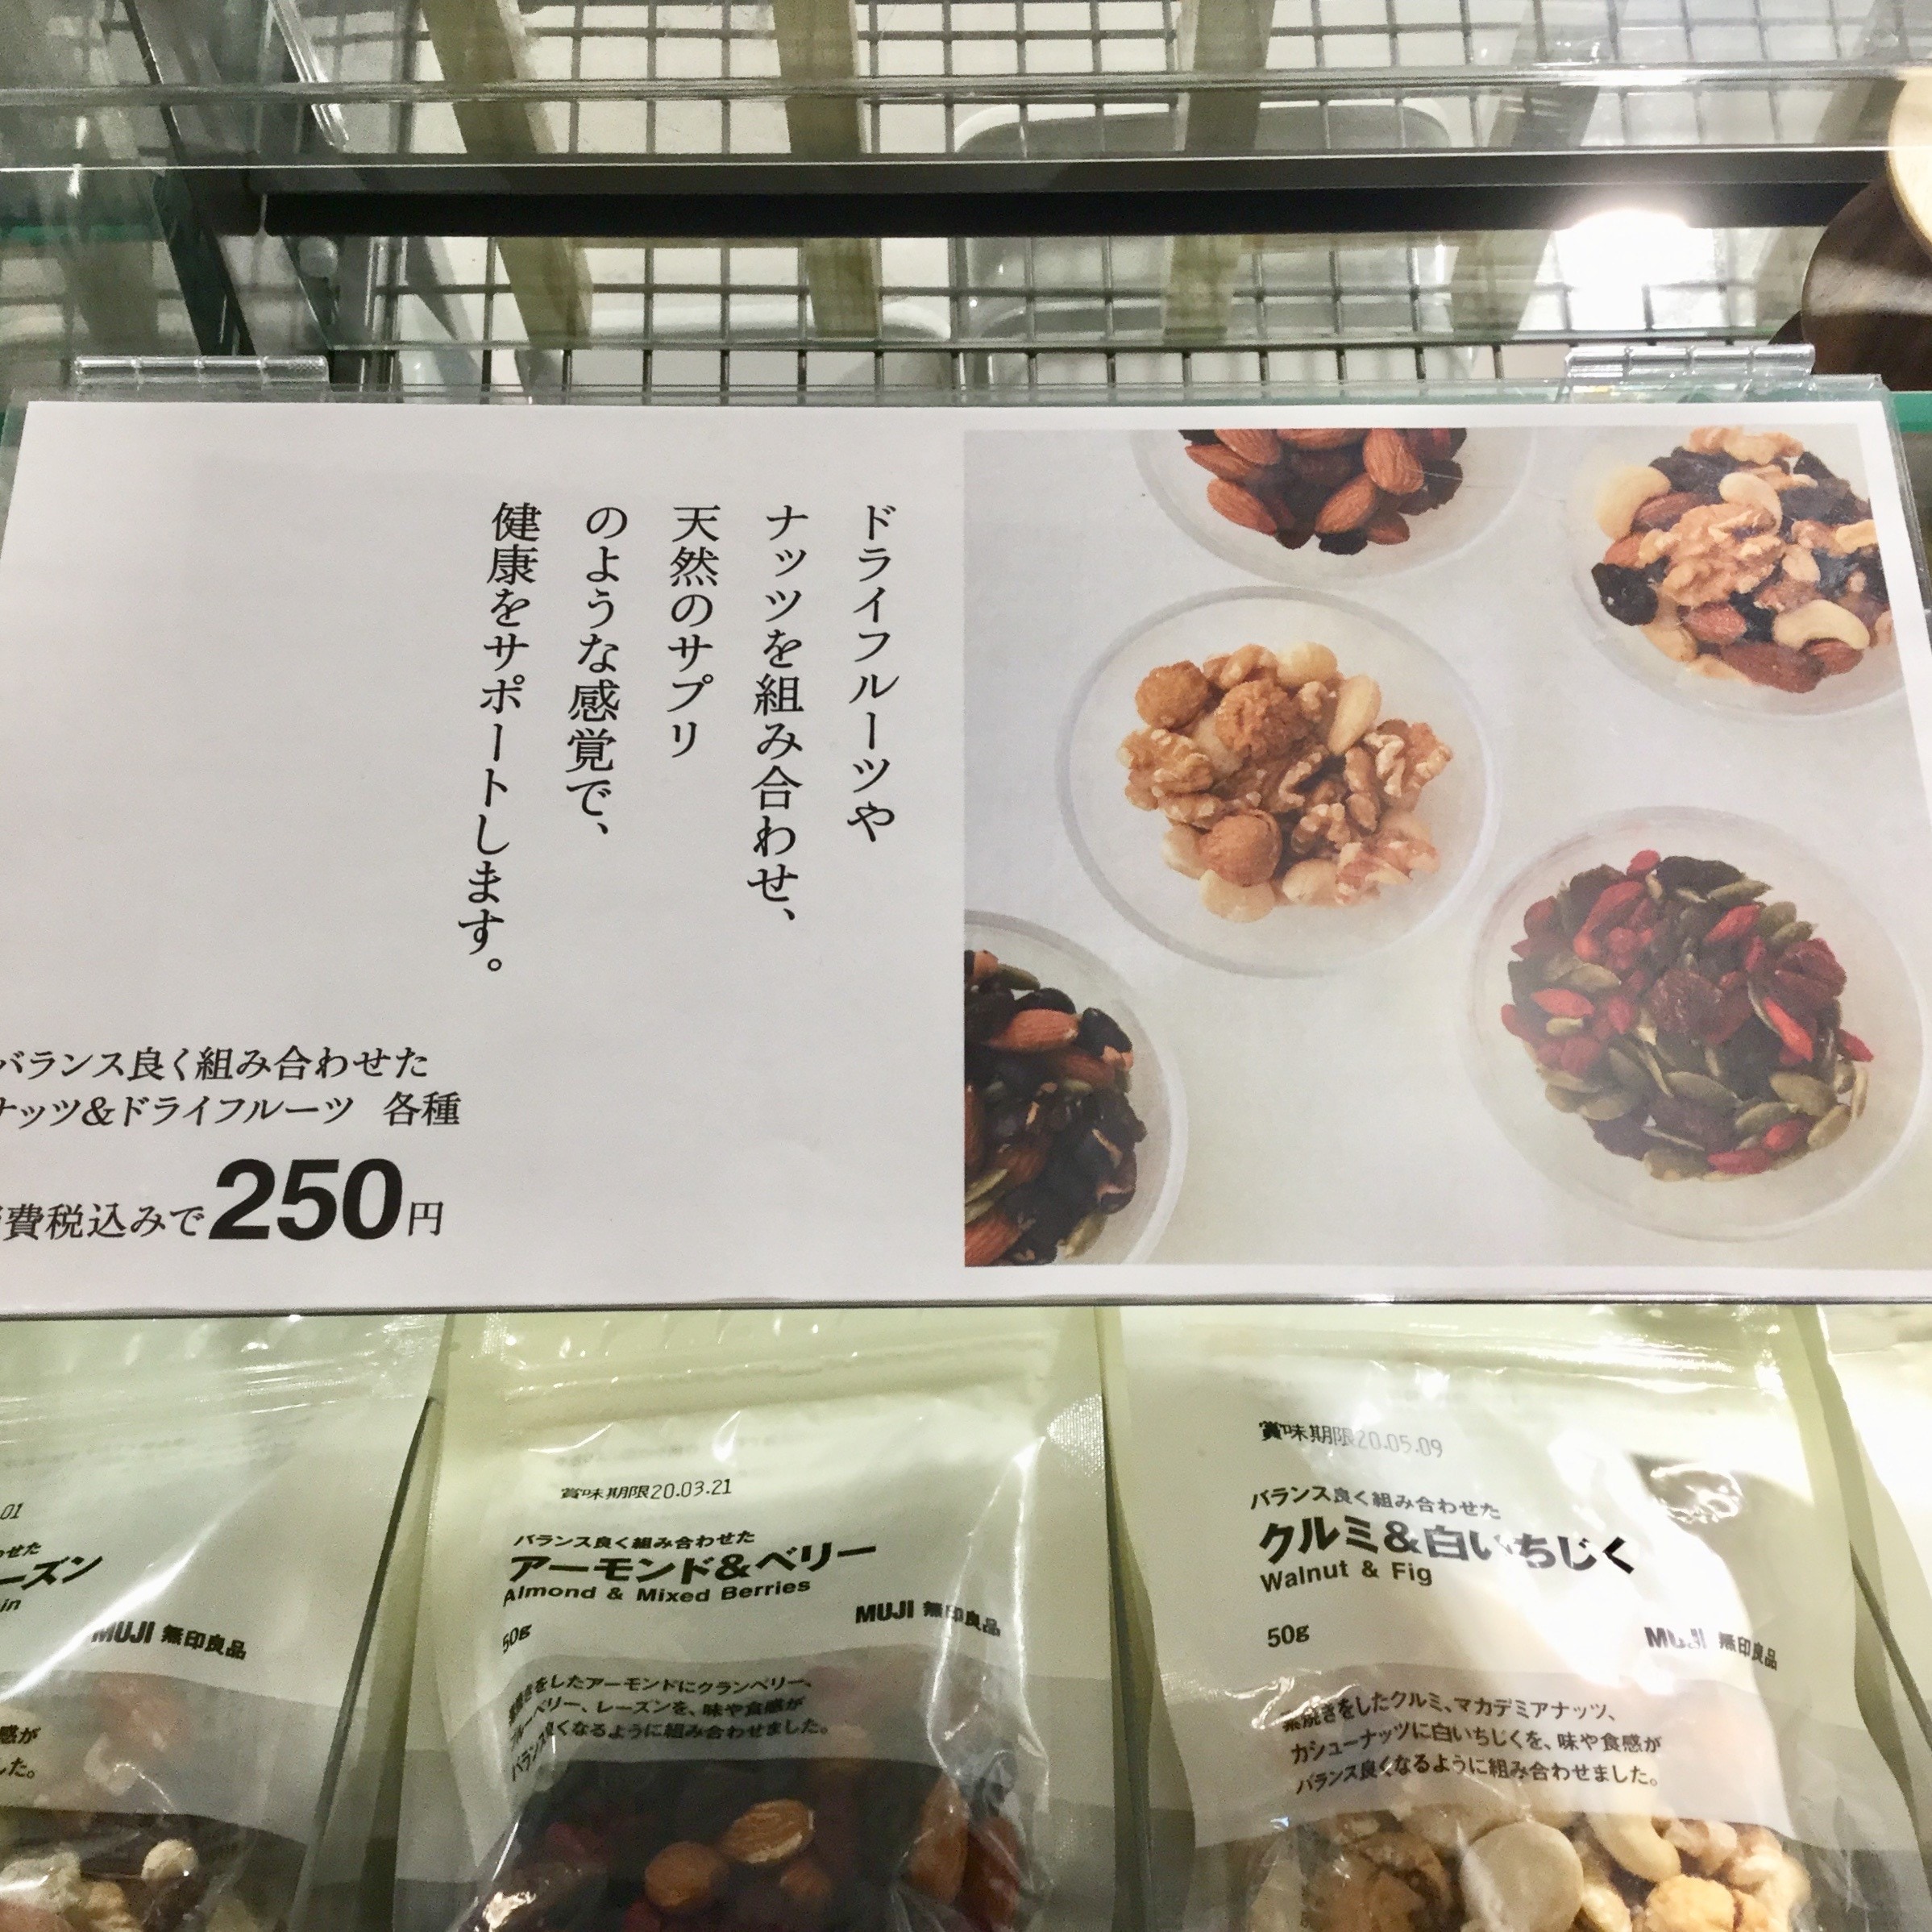 ドライフルーツや
ナッツを組み合わせ、
天然のサプリ
のような感覚で、
健康をサポートします。
バランス良く組み合わせた
ナッツ&ドライフルーツ 各種
費税込みで250円
01
わせた
ーズン
in
MUJI 無印良品
感が
した。
賞味期限20.03.21
バランス良く組み合わせた
アーモンド&ベリー
Almond & Mixed Berries
50g
MUJI 無印良品
きをしたアーモンドにクランベリー、
ブルーベリー、レーズンを、味や食感が
バランス良くなるように組み合わせました。
賞味期限20.05.09
バランス良く組み合わせた
クルミ&白いちじく
Walnut & Fig
50g
MUJI 無印良品
素焼きをしたクルミ、マカデミアナッツ、
カシューナッツに白いちじくを、味や食感が
バランス良くなるように組み合わせました。